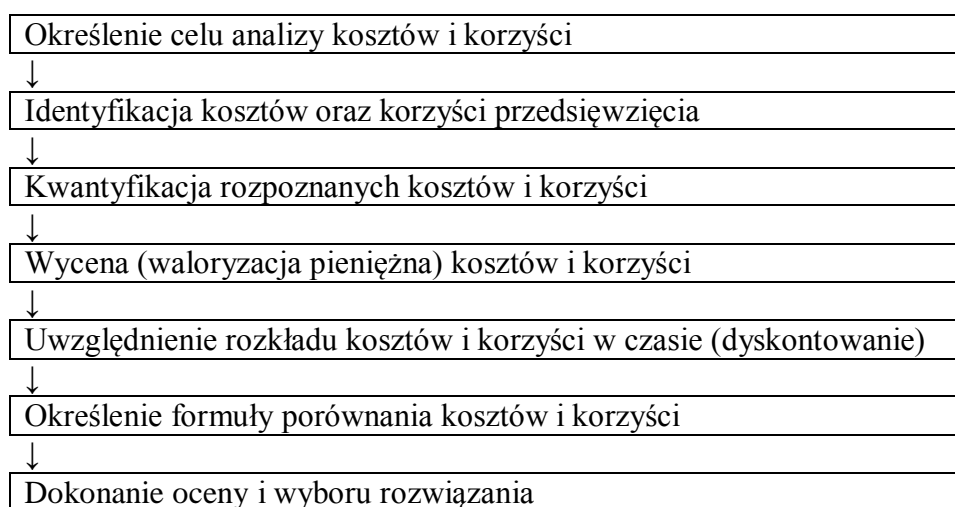 Określenie celu analizy kosztów i korzyści
↓
Identyfikacja kosztów oraz korzyści przedsięwzięcia
↓
Kwantyfikacja rozpoznanych kosztów i korzyści
↓
Wycena (waloryzacja pieniężna) kosztów i korzyści
↓
Uwzględnienie rozkładu kosztów i korzyści w czasie (dyskontowanie)
↓
Określenie formuły porównania kosztów i korzyści
↓
Dokonanie oceny i wyboru rozwiązania